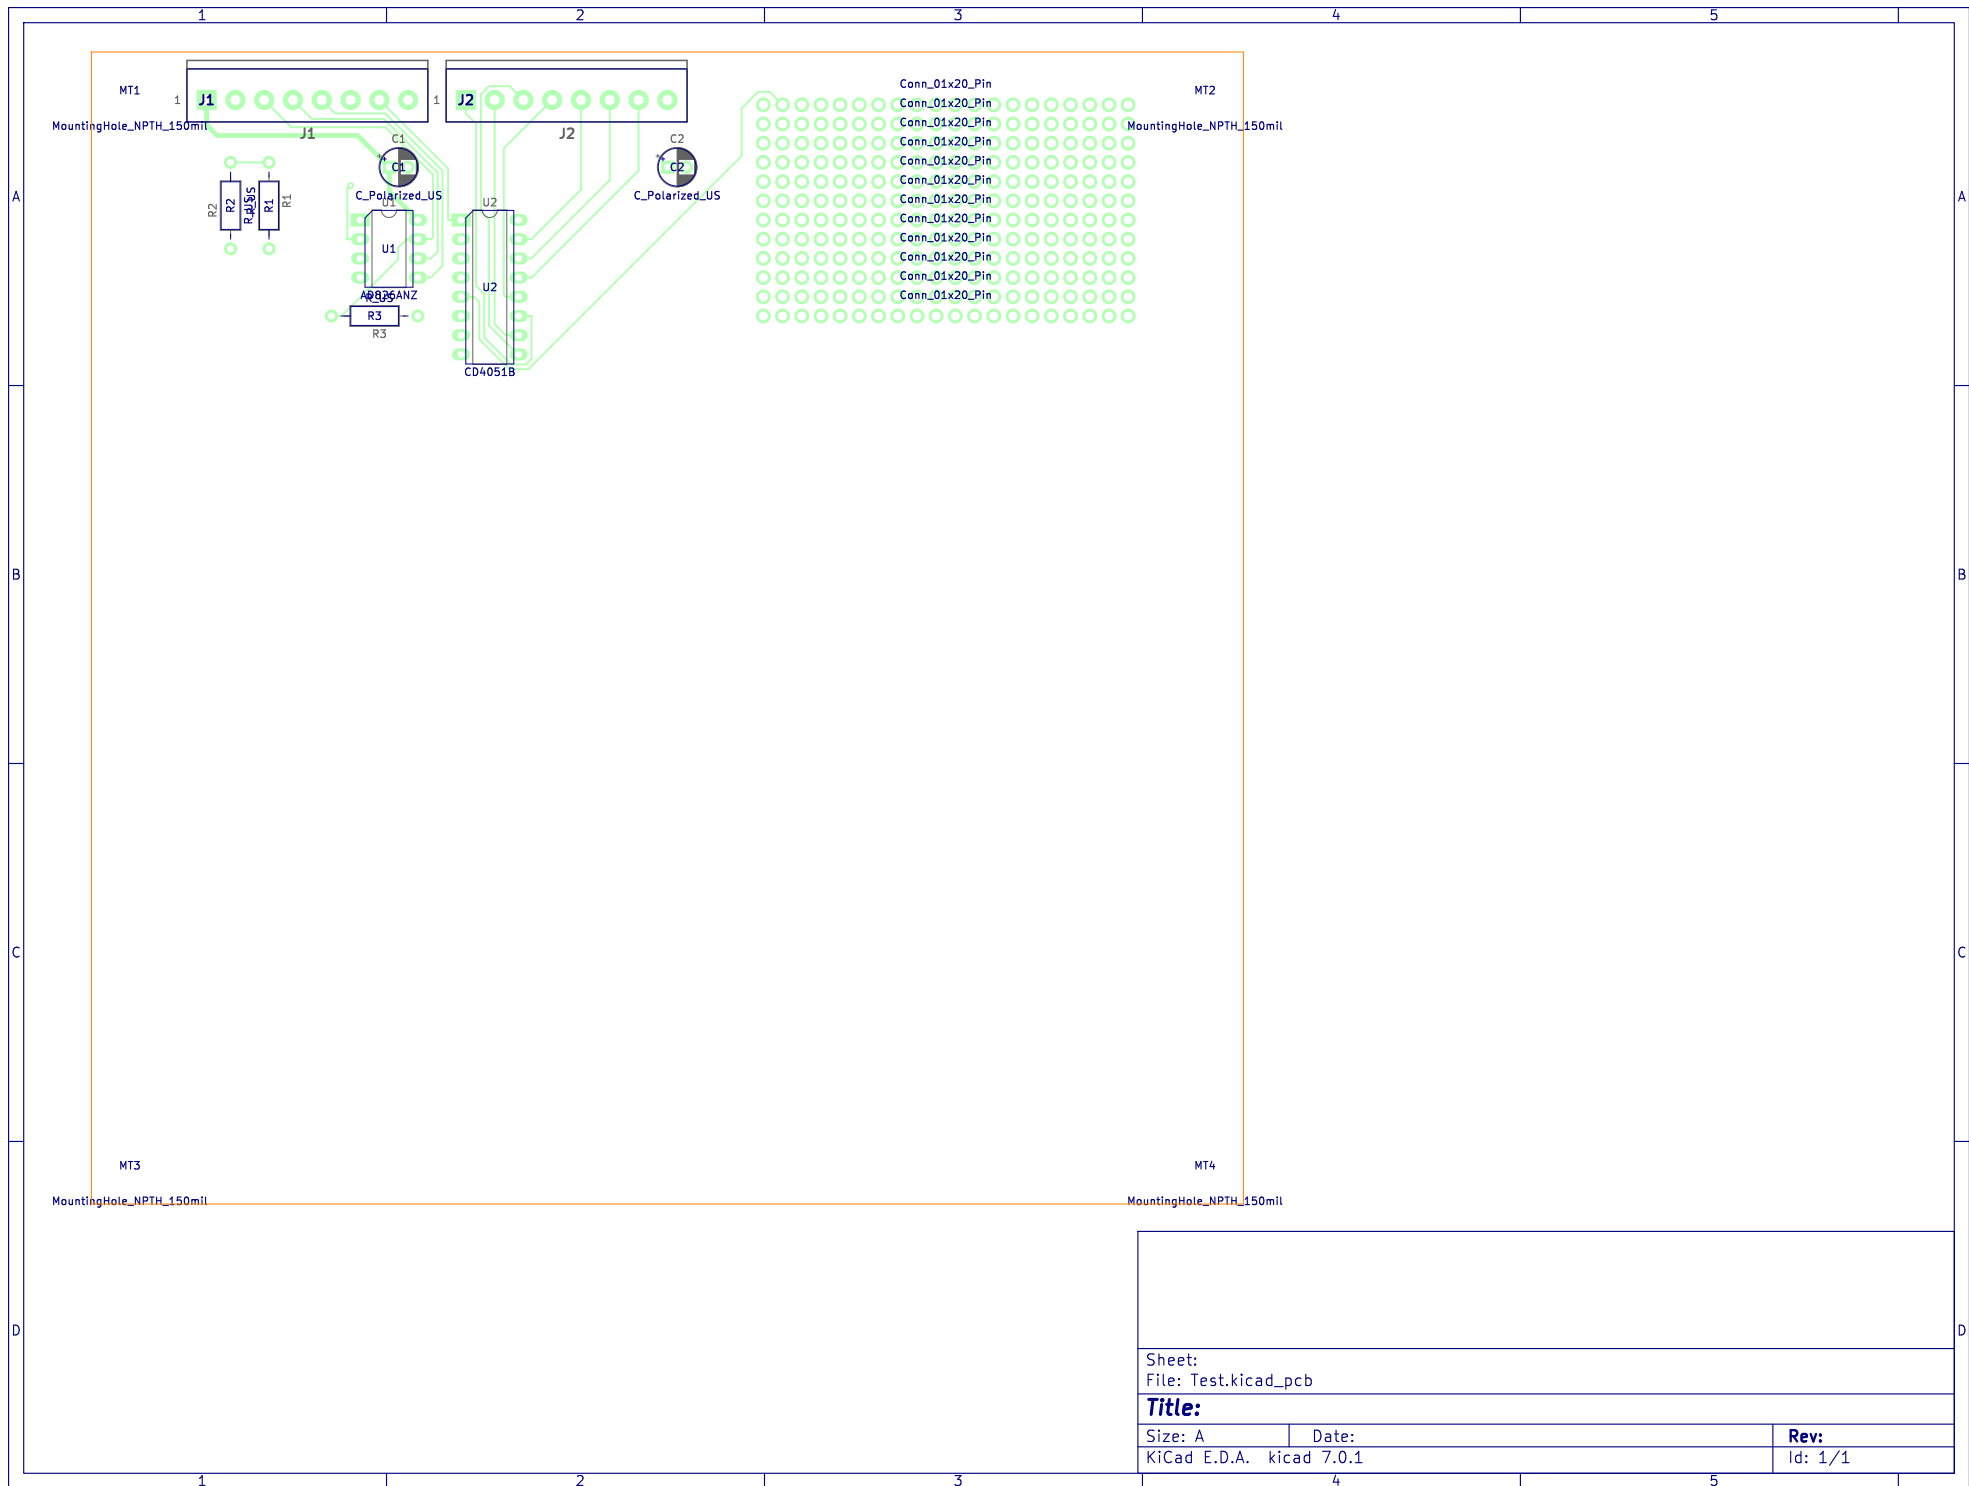 1 2 3 4 5
MT1
MountingHole_NPTH_150mil
1 J1
J1
1 J2
J2
Conn_01x20_Pin
Conn_01x20_Pin
Conn_01x20_Pin
Conn_01x20_Pin
Conn_01x20_Pin
Conn_01x20_Pin
Conn_01x20_Pin
Conn_01x20_Pin
Conn_01x20_Pin
Conn_01x20_Pin
Conn_01x20_Pin
Conn_01x20_Pin
MT2
MountingHole_NPTH_150mil
C1
C1
C_Polarized_US
C2
C2
C_Polarized_US
A A
R2 R2 R_US R1 R1
U1
U1
AD826ANZ
R_US
R3
R3
U2
U2
CD4051B
B B
C C
MT3
MountingHole_NPTH_150mil
MT4
MountingHole_NPTH_150mil
D D
Sheet:
File: Test.kicad_pcb
Title:
Size: A Date: Rev:
KiCad E.D.A. kicad 7.0.1 Id: 1/1
1 2 3 4 5